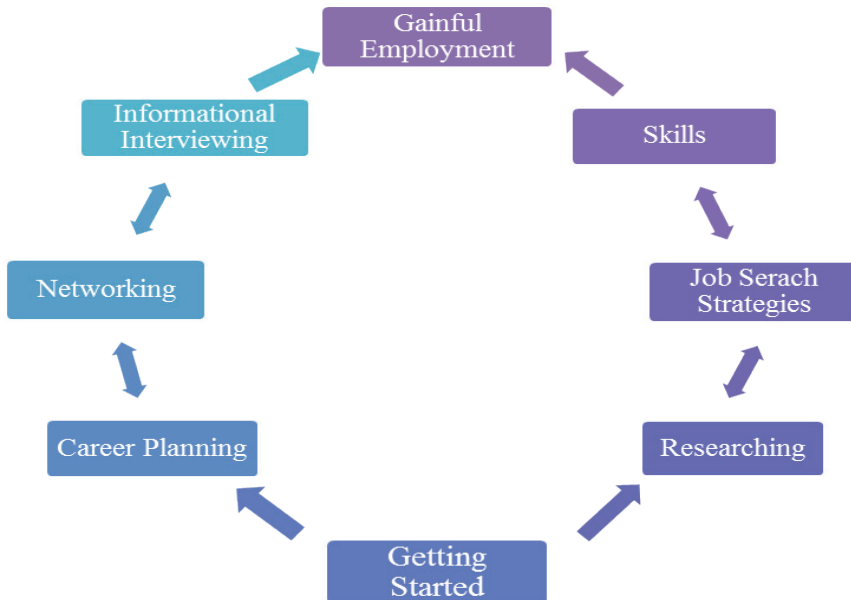 Gainful
Employment
Informational
Interviewing
Skills
Networking
Job Serach
Strategies
Career Planning
Researching
Getting
Started